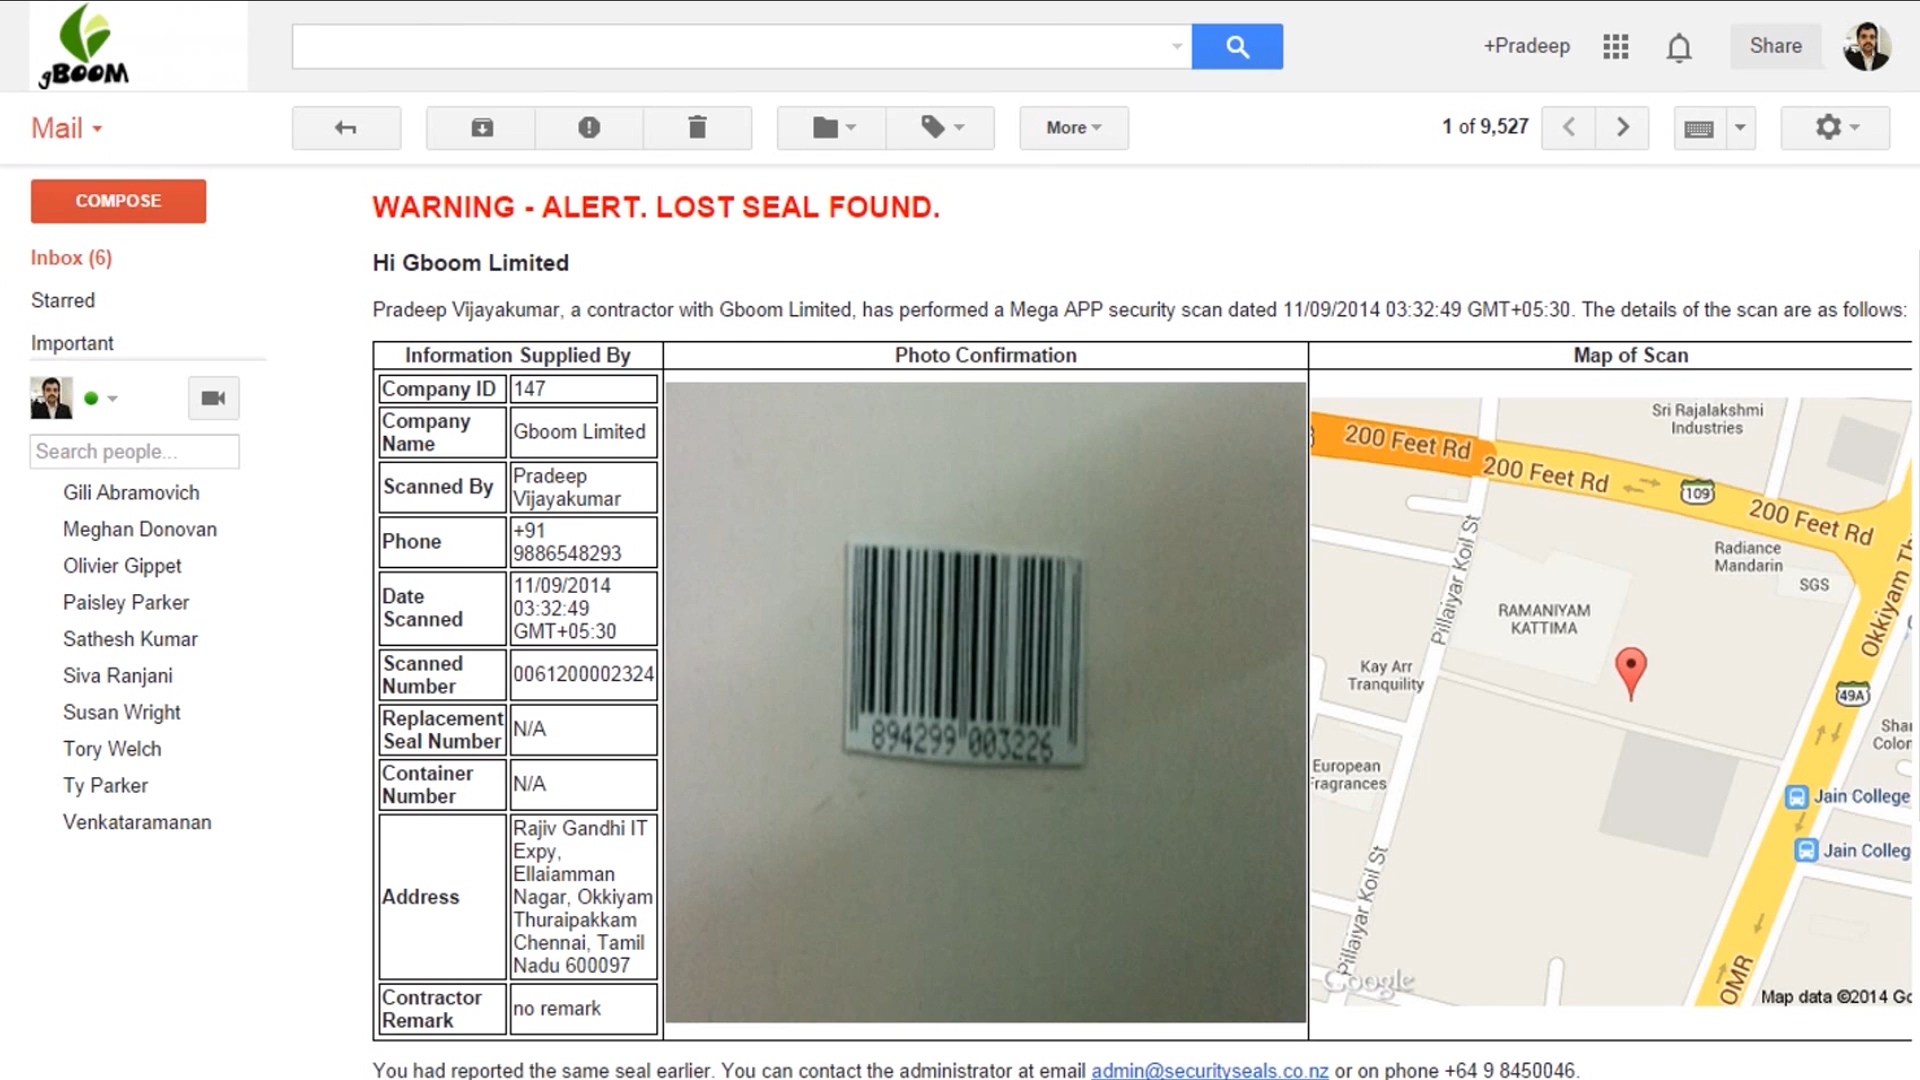 gBOOM
+Pradeep
Share
Mail
More
1 of 9,527
COMPOSE
Inbox (6)
Starred
Important
Search people...
Gili Abramovich
Meghan Donovan
Olivier Gippet
Paisley Parker
Sathesh Kumar
Siva Ranjani
Susan Wright
Tory Welch
Ty Parker
Venkataramanan
WARNING - ALERT. LOST SEAL FOUND.
Hi Gboom Limited
Pradeep Vijayakumar, a contractor with Gboom Limited, has performed a Mega APP security scan dated 11/09/2014 03:32:49 GMT+05:30. The details of the scan are as follows:
Information Supplied By
Company ID 147
Company Name Gboom Limited
Scanned By Pradeep Vijayakumar
Phone +91 9886548293
Date Scanned 11/09/2014 03:32:49 GMT+05:30
Scanned Number 0061200002324
Replacement Seal Number N/A
Container Number N/A
Address Rajiv Gandhi IT Expy, Ellaiamman Nagar, Okkiyam Thuraipakkam Chennai, Tamil Nadu 600097
Contractor Remark no remark
Photo Confirmation
894299 003226
Map of Scan
Sri Rajalakshmi
Industries
200 Feet Rd
200 Feet Rd
109
200 Feet Rd
Radiance
Mandarin
SGS
Pillaiyar Koil St
RAMANIYAM
KATTIMA
Okkiyam Th
Kay Arr
Tranquility
49A
Shar
Colon
European
Fragrances
Jain College
Jain Colleg
Pillaiyar Koil St
OMR
Google
Map data ©2014 Go
You had reported the same seal earlier. You can contact the administrator at email admin@securityseals.co.nz or on phone +64 9 8450046.